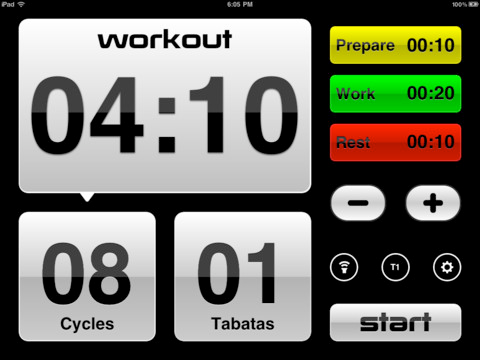 iPad 6:05 PM 100%
workout
04:10
Prepare 00:10
Work 00:20
Rest 00:10
08
Cycles
01
Tabatas
T1
start